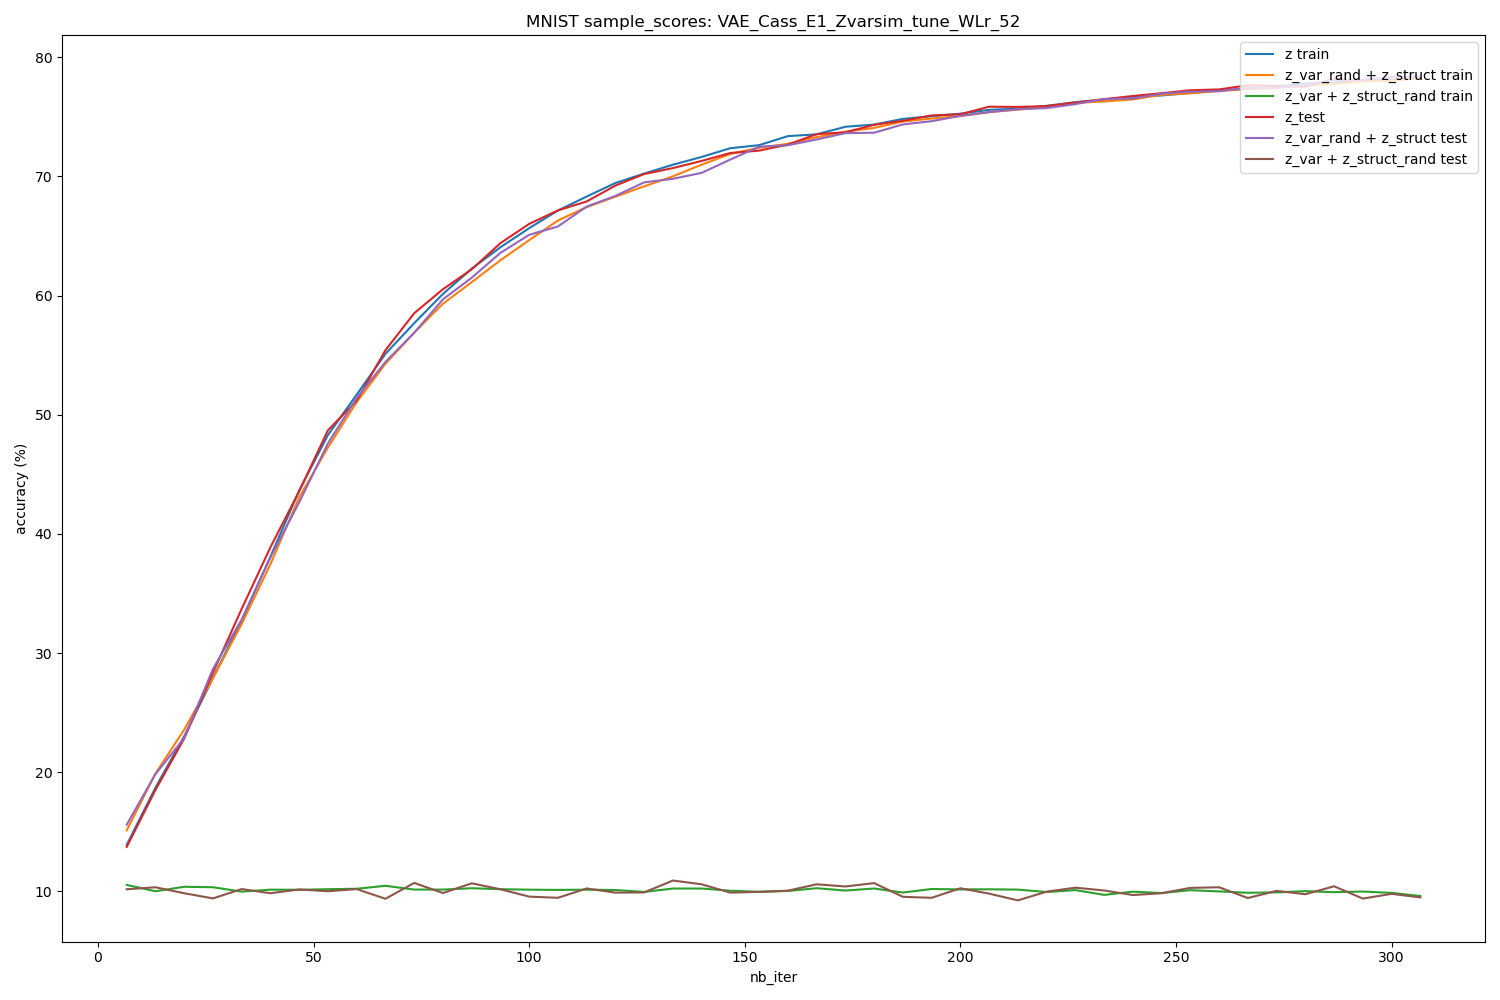 MNIST sample_scores: VAE_Cass_E1_Zvarsim_tune_WLr_52
80
70
60
50
40
30
20
10
accuracy (%)
z train
z_var_rand + z_struct train
z_var + z_struct_rand train
z_test
z_var_rand + z_struct test
z_var + z_struct_rand test
0 50 100 150 200 250 300
nb_iter